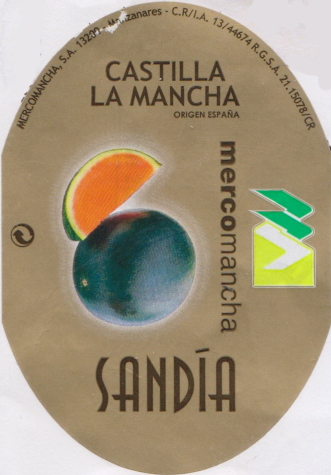 MERCOMANCHA, S.A. 13200 - Manzanares - C.R/I.A. 13/44674 R.G.S.A. 21.15078/CR
CASTILLA
LA MANCHA
ORIGEN ESPAÑA
mercomancha
SANDÍA